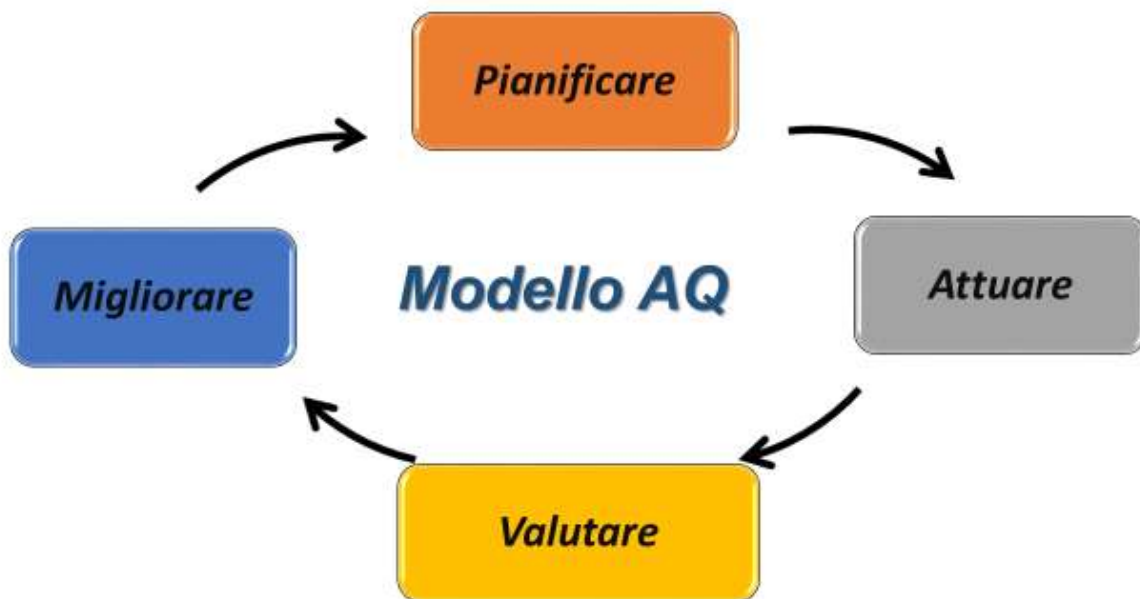 Pianificare
Migliorare
Modello AQ
Attuare
Valutare